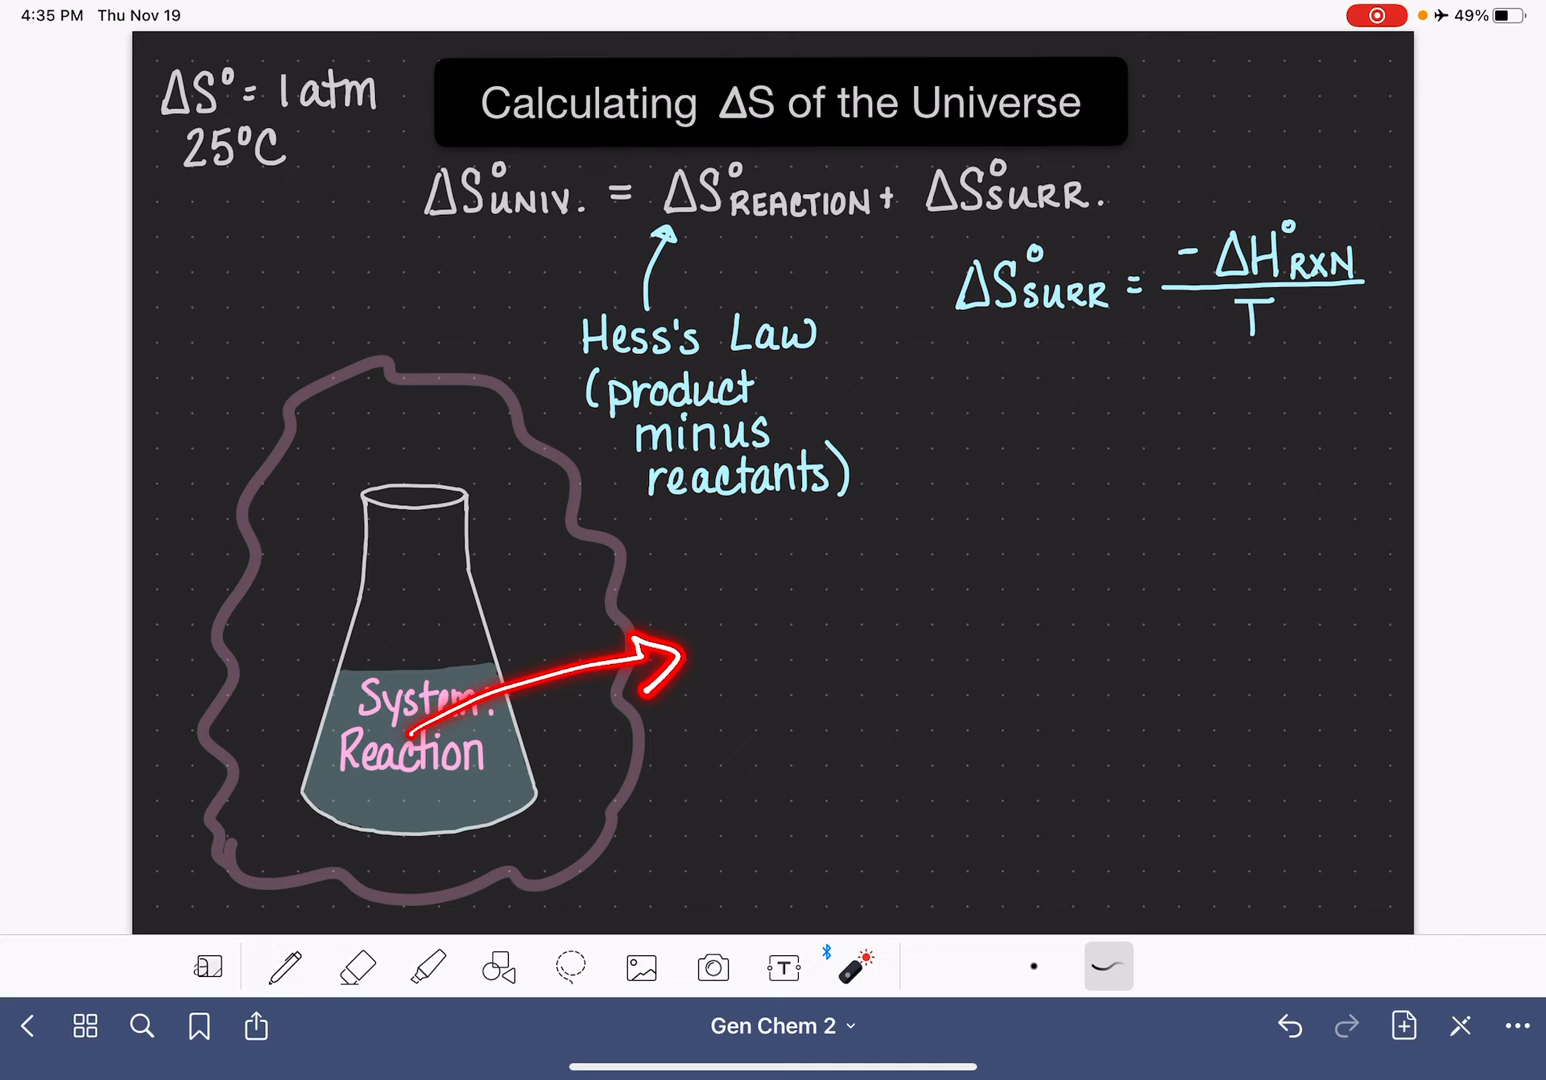 4:35 PM Thu Nov 19
49%
ΔS° = 1 atm
25°C
Calculating ΔS of the Universe
ΔS°UNIV. = ΔS°REACTION + ΔS°SURR.
ΔS°SURR = -ΔH°RXN
T
Hess's Law
(product
minus
reactants)
System:
Reaction
a
T
Gen Chem 2